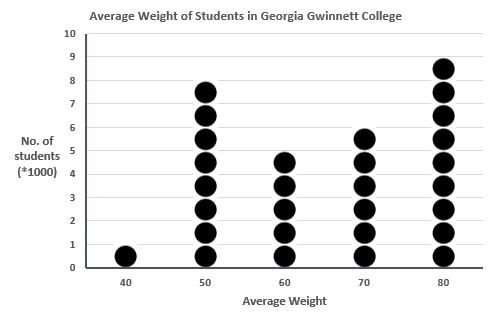 Average Weight of Students in Georgia Gwinnett College
10
9
8
7
6
5
4
3
2
1
0
No. of
students
(*1000)
40 50 60 70 80
Average Weight